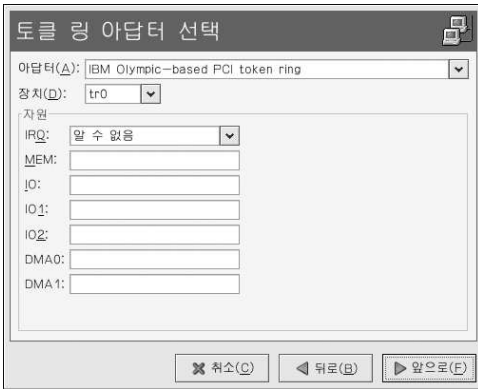 토큰 링 아답터 선택
아답터(A): IBM Olympic-based PCI token ring
장치(D): tr0
자원
IRQ: 알 수 없음
MEM:
IO:
IO1:
IO2:
DMA0:
DMA1:
취소(C) 뒤로(B) 앞으로(F)